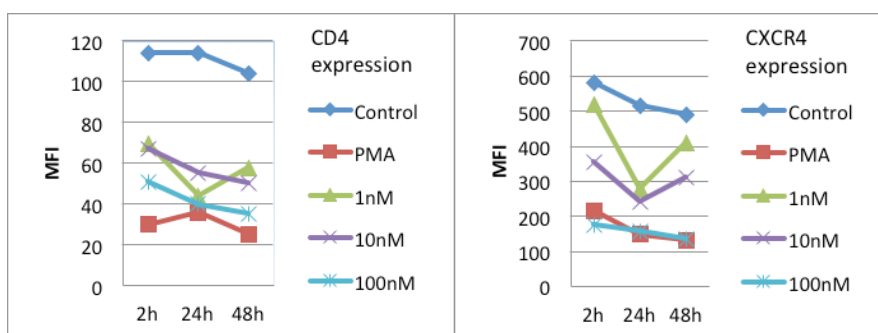 CD4
expression
120
100
80
60
40
20
0
MFI
2h 24h 48h
Control
PMA
1nM
10nM
100nM
CXCR4
expression
700
600
500
400
300
200
100
0
MFI
2h 24h 48h
Control
PMA
1nM
10nM
100nM